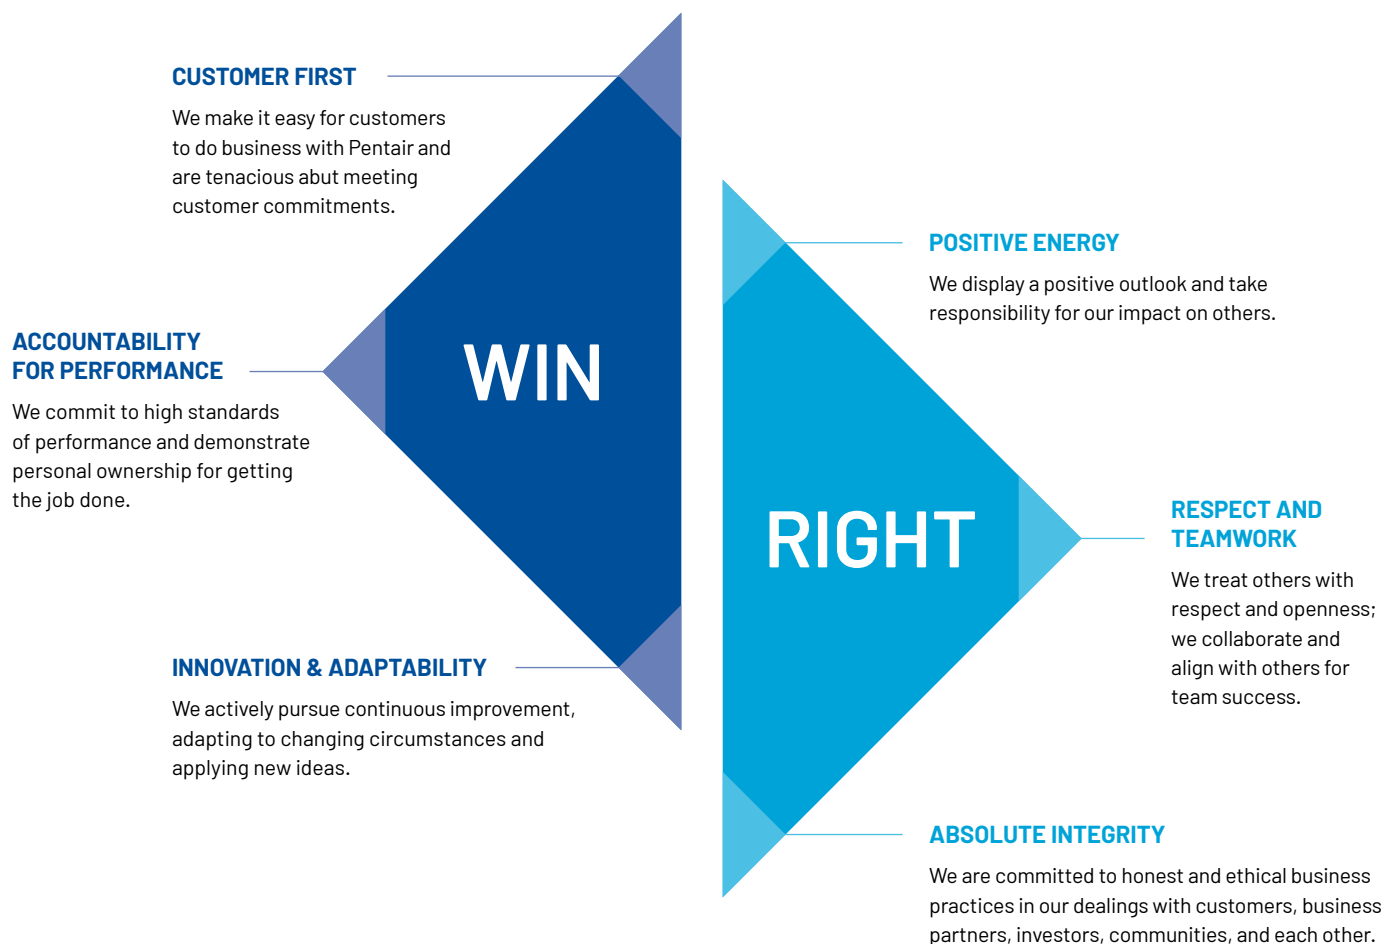 CUSTOMER FIRST
We make it easy for customers
to do business with Pentair and
are tenacious abut meeting
customer commitments.
ACCOUNTABILITY
FOR PERFORMANCE
We commit to high standards
of performance and demonstrate
personal ownership for getting
the job done.
INNOVATION & ADAPTABILITY
We actively pursue continuous improvement,
adapting to changing circumstances and
applying new ideas.
WIN
RIGHT
POSITIVE ENERGY
We display a positive outlook and take
responsibility for our impact on others.
RESPECT AND
TEAMWORK
We treat others with
respect and openness;
we collaborate and
align with others for
team success.
ABSOLUTE INTEGRITY
We are committed to honest and ethical business
practices in our dealings with customers, business
partners, investors, communities, and each other.